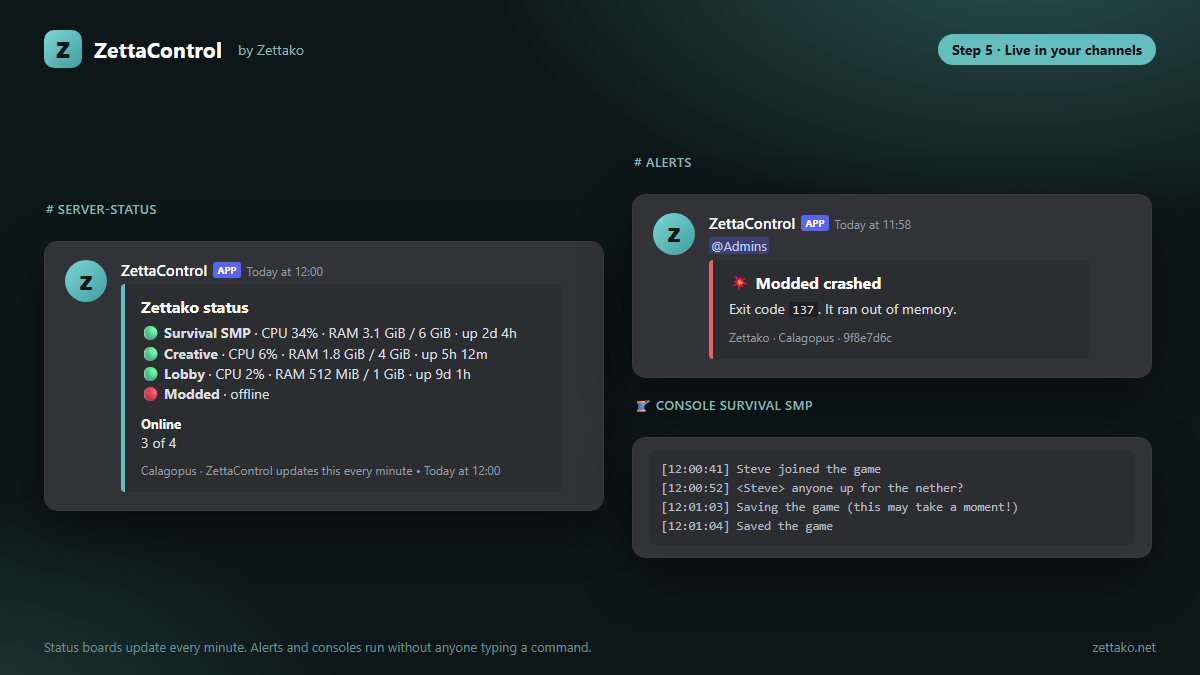 Z ZettaControl by Zettako
Step 5 · Live in your channels
# SERVER-STATUS
Z
ZettaControl APP Today at 12:00
Zettako status
Survival SMP · CPU 34% · RAM 3.1 GiB / 6 GiB · up 2d 4h
Creative · CPU 6% · RAM 1.8 GiB / 4 GiB · up 5h 12m
Lobby · CPU 2% · RAM 512 MiB / 1 GiB · up 9d 1h
Modded · offline
Online
3 of 4
Calagopus · ZettaControl updates this every minute • Today at 12:00
# ALERTS
Z
ZettaControl APP Today at 11:58
@Admins
💥 Modded crashed
Exit code 137. It ran out of memory.
Zettako · Calagopus · 9f8e7d6c
CONSOLE SURVIVAL SMP
[12:00:41] Steve joined the game
[12:00:52] <Steve> anyone up for the nether?
[12:01:03] Saving the game (this may take a moment!)
[12:01:04] Saved the game
Status boards update every minute. Alerts and consoles run without anyone typing a command.
zettako.net